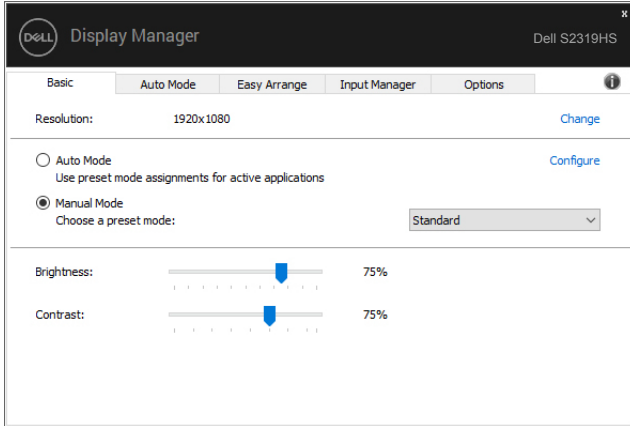 x
DELL Display Manager
Dell S2319HS
Basic Auto Mode Easy Arrange Input Manager Options i
Resolution: 1920x1080 Change
Auto Mode Configure
Use preset mode assignments for active applications
Manual Mode
Choose a preset mode: Standard
Brightness: 75%
Contrast: 75%